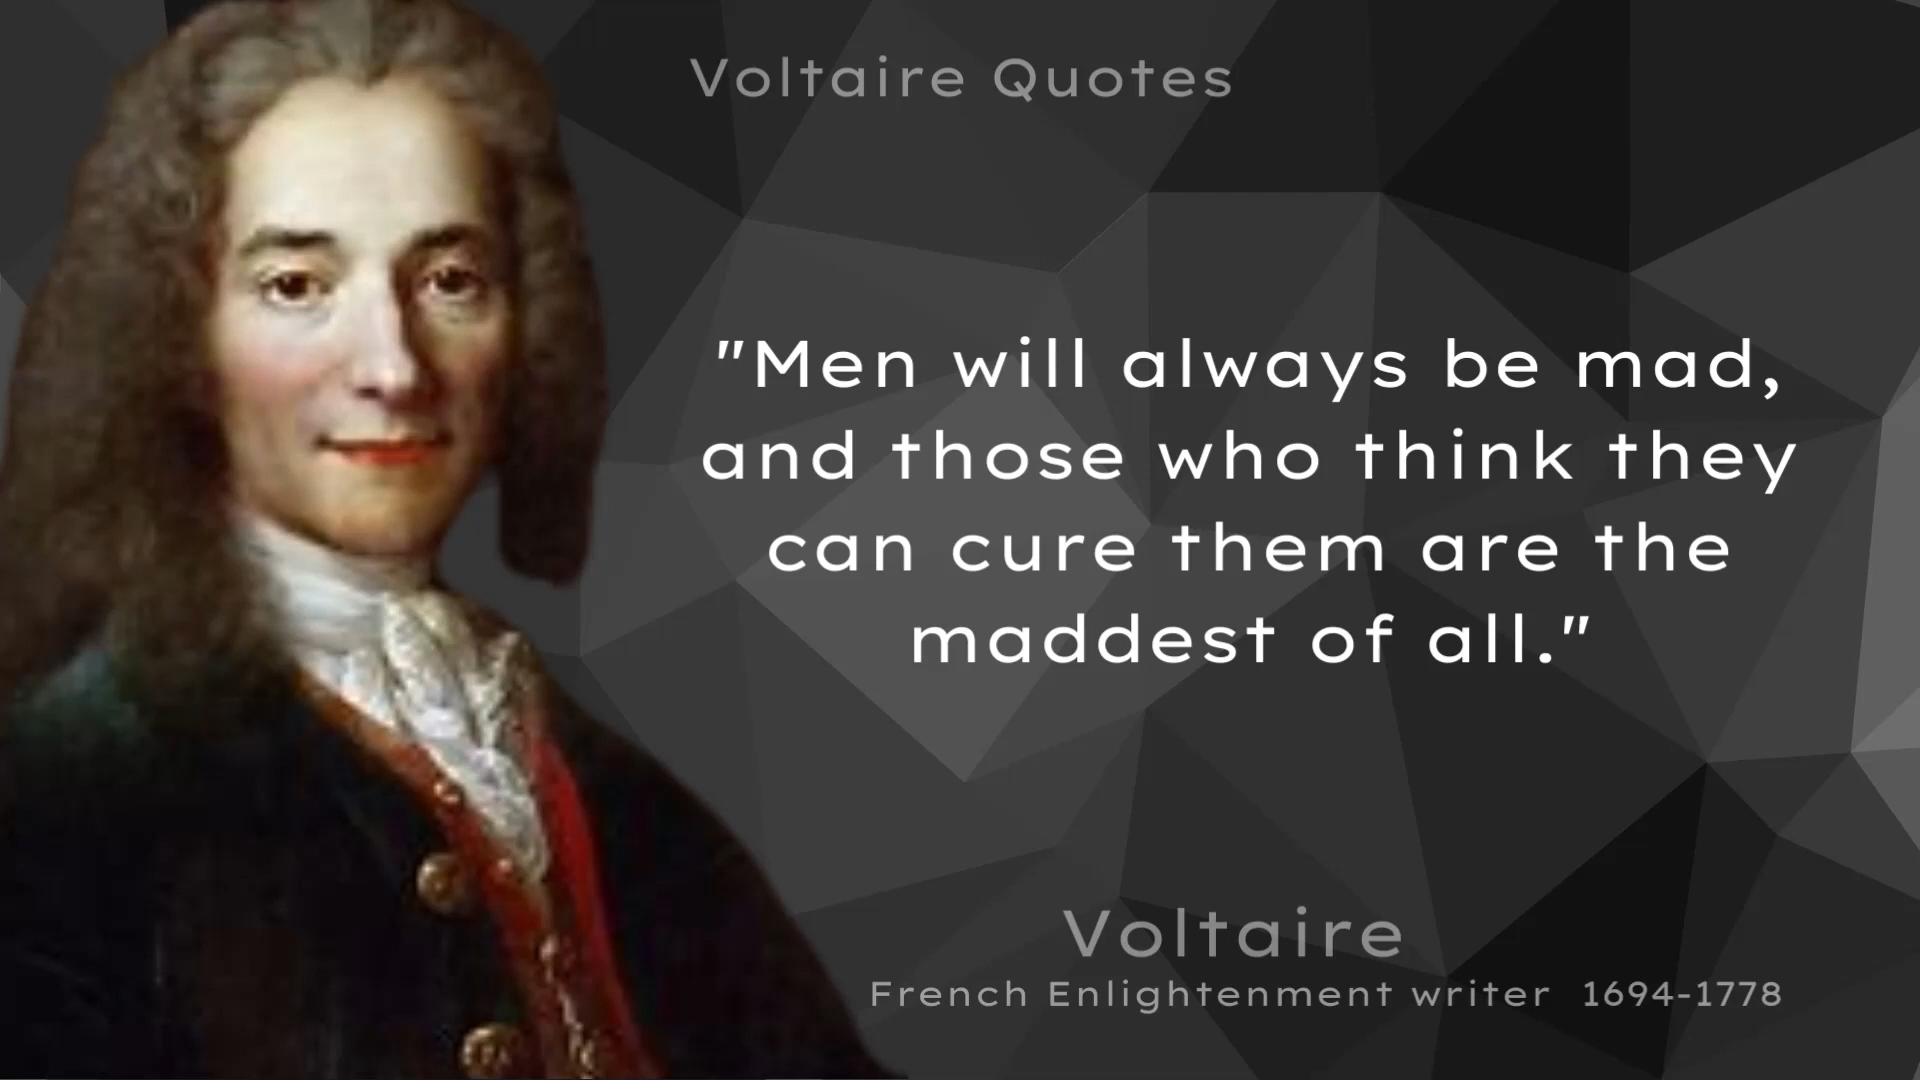 Voltaire Quotes
"Men will always be mad,
and those who think they
can cure them are the
maddest of all."
Voltaire
French Enlightenment writer 1694-1778